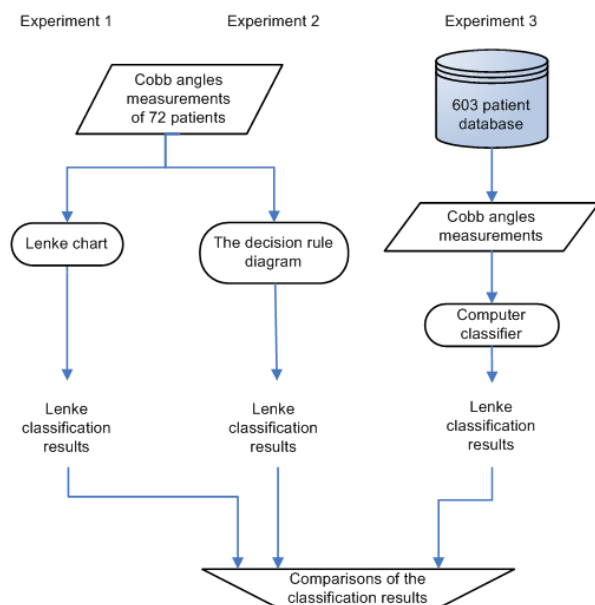 Experiment 1
Experiment 2
Experiment 3
Cobb angles
measurements
of 72 patients
603 patient
database
Lenke chart
The decision rule
diagram
Cobb angles
measurements
Computer
classifier
Lenke
classification
results
Lenke
classification
results
Lenke
classification
results
Comparisons of the
classification results